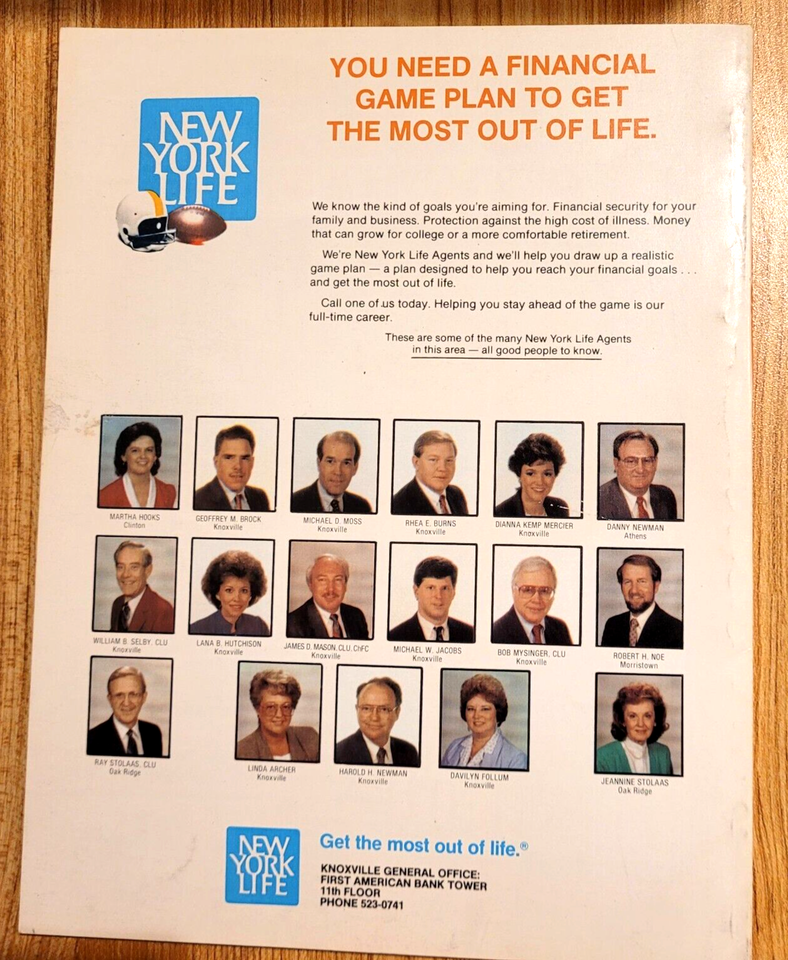 YOU NEED A FINANCIAL
GAME PLAN TO GET
THE MOST OUT OF LIFE.
NEW
YORK
LIFE
We know the kind of goals you're aiming for. Financial security for your
family and business. Protection against the high cost of illness. Money
that can grow for college or a more comfortable retirement.
We're New York Life Agents and we'll help you draw up a realistic
game plan — a plan designed to help you reach your financial goals . . .
and get the most out of life.
Call one of us today. Helping you stay ahead of the game is our
full-time career.
These are some of the many New York Life Agents
in this area — all good people to know.
MARTHA HOOKS
Clinton
GEOFFREY M. BROCK
Knoxville
MICHAEL D. MOSS
Knoxville
RHEA E. BURNS
Knoxville
DIANNA KEMP MERCIER
Knoxville
DANNY NEWMAN
Athens
WILLIAM B. SELBY, CLU
Knoxville
LANA B. HUTCHISON
Knoxville
JAMES D. MASON, CLU, ChFC
Knoxville
MICHAEL W. JACOBS
Knoxville
BOB MYSINGER, CLU
Knoxville
ROBERT H. NOE
Morristown
RAY STOLAAS, CLU
Oak Ridge
LINDA ARCHER
Knoxville
HAROLD H. NEWMAN
Knoxville
DAVILYN FOLLUM
Knoxville
JEANNINE STOLAAS
Oak Ridge
NEW
YORK
LIFE
Get the most out of life.®
KNOXVILLE GENERAL OFFICE:
FIRST AMERICAN BANK TOWER
11th FLOOR
PHONE 523-0741